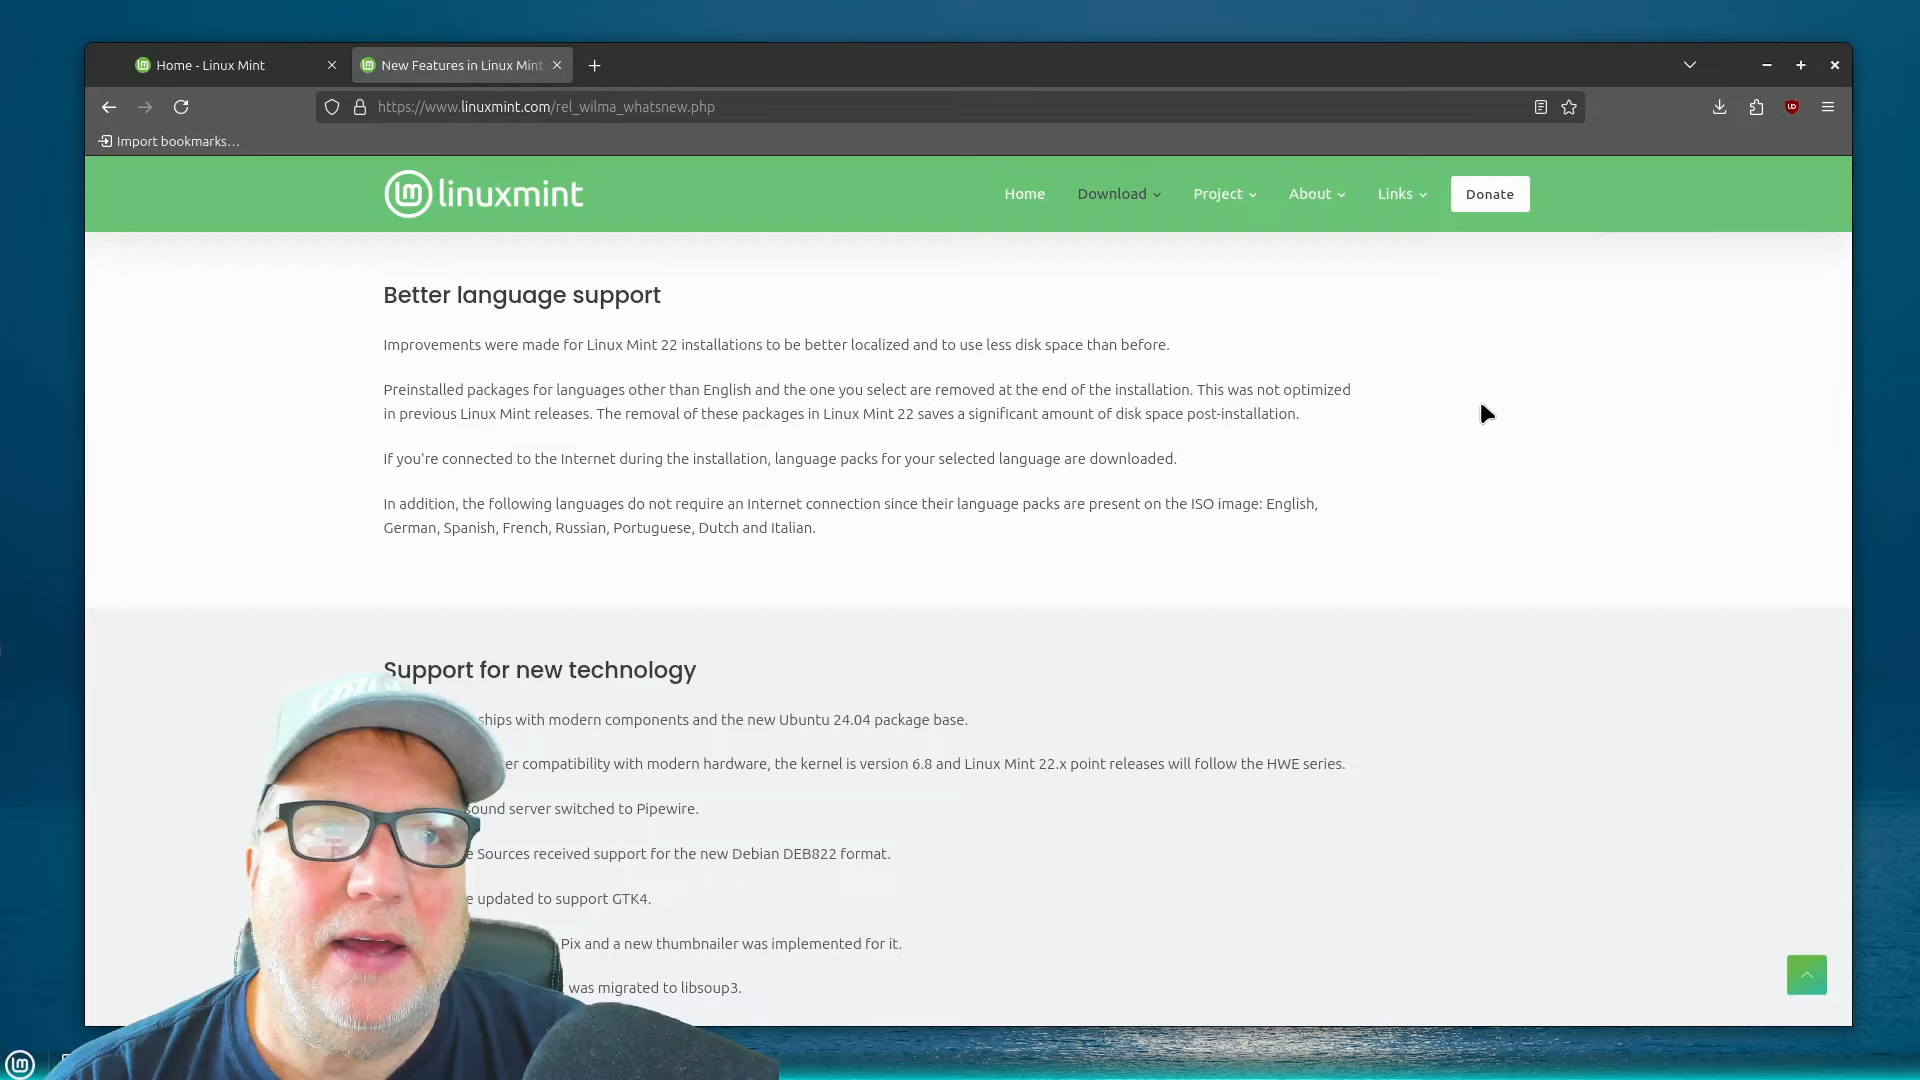 Home - Linux Mint
New Features in Linux Mint
https://www.linuxmint.com/rel_wilma_whatsnew.php
Import bookmarks...
linuxmint
Home
Download
Project
About
Links
Donate
Better language support
Improvements were made for Linux Mint 22 installations to be better localized and to use less disk space than before.
Preinstalled packages for languages other than English and the one you select are removed at the end of the installation. This was not optimized
in previous Linux Mint releases. The removal of these packages in Linux Mint 22 saves a significant amount of disk space post-installation.
If you're connected to the Internet during the installation, language packs for your selected language are downloaded.
In addition, the following languages do not require an Internet connection since their language packs are present on the ISO image: English,
German, Spanish, French, Russian, Portuguese, Dutch and Italian.
Support for new technology
ships with modern components and the new Ubuntu 24.04 package base.
compatibility with modern hardware, the kernel is version 6.8 and Linux Mint 22.x point releases will follow the HWE series.
sound server switched to Pipewire.
Sources received support for the new Debian DEB822 format.
updated to support GTK4.
Pix and a new thumbnailer was implemented for it.
was migrated to libsoup3.